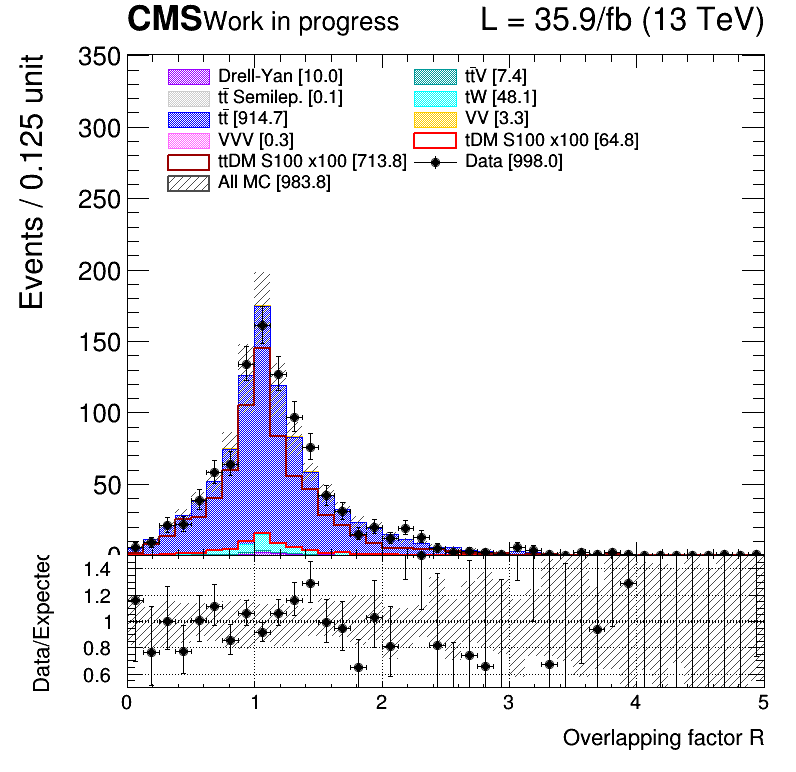 CMS Work in progress L = 35.9/fb (13 TeV)
Events / 0.125 unit
350
300
250
200
150
100
50
0
Drell-Yan [10.0]
tt̄ Semilep. [0.1]
tt̄ [914.7]
VVV [0.3]
ttDM S100 x100 [713.8]
All MC [983.8]
tt̄V [7.4]
tW [48.1]
VV [3.3]
tDM S100 x100 [64.8]
Data [998.0]
Data/Expected
1.4
1.2
1
0.8
0.6
0 1 2 3 4 5
Overlapping factor R